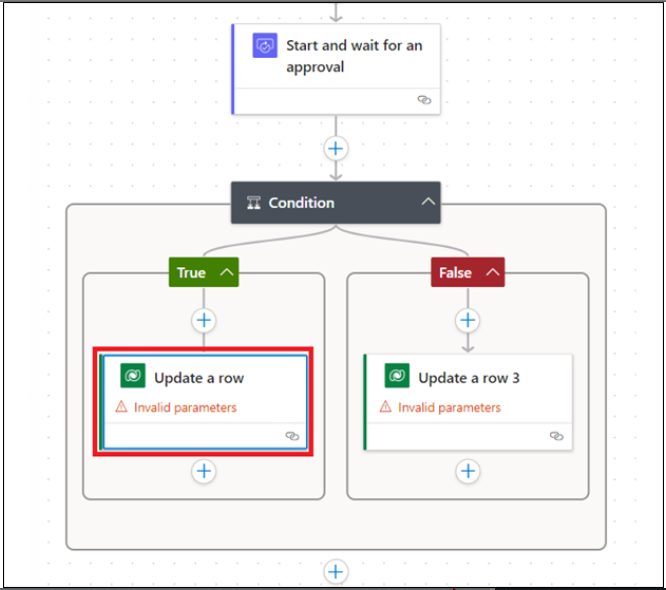 Start and wait for an
approval
Condition
True
False
Update a row
Invalid parameters
Update a row 3
Invalid parameters